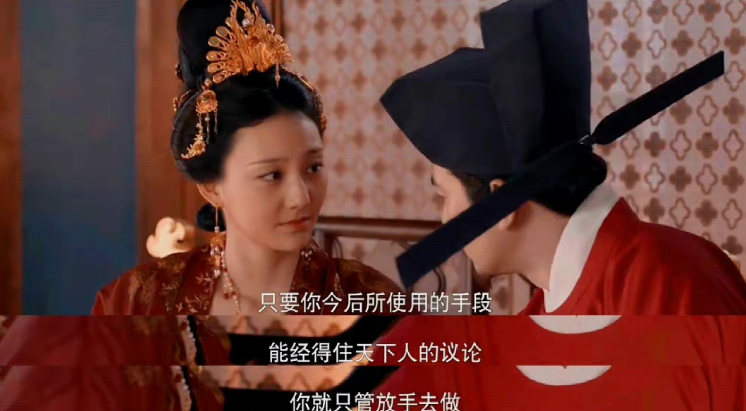 只要你今后所使用的手段
能经得住天下人的议论
你就只管放手去做